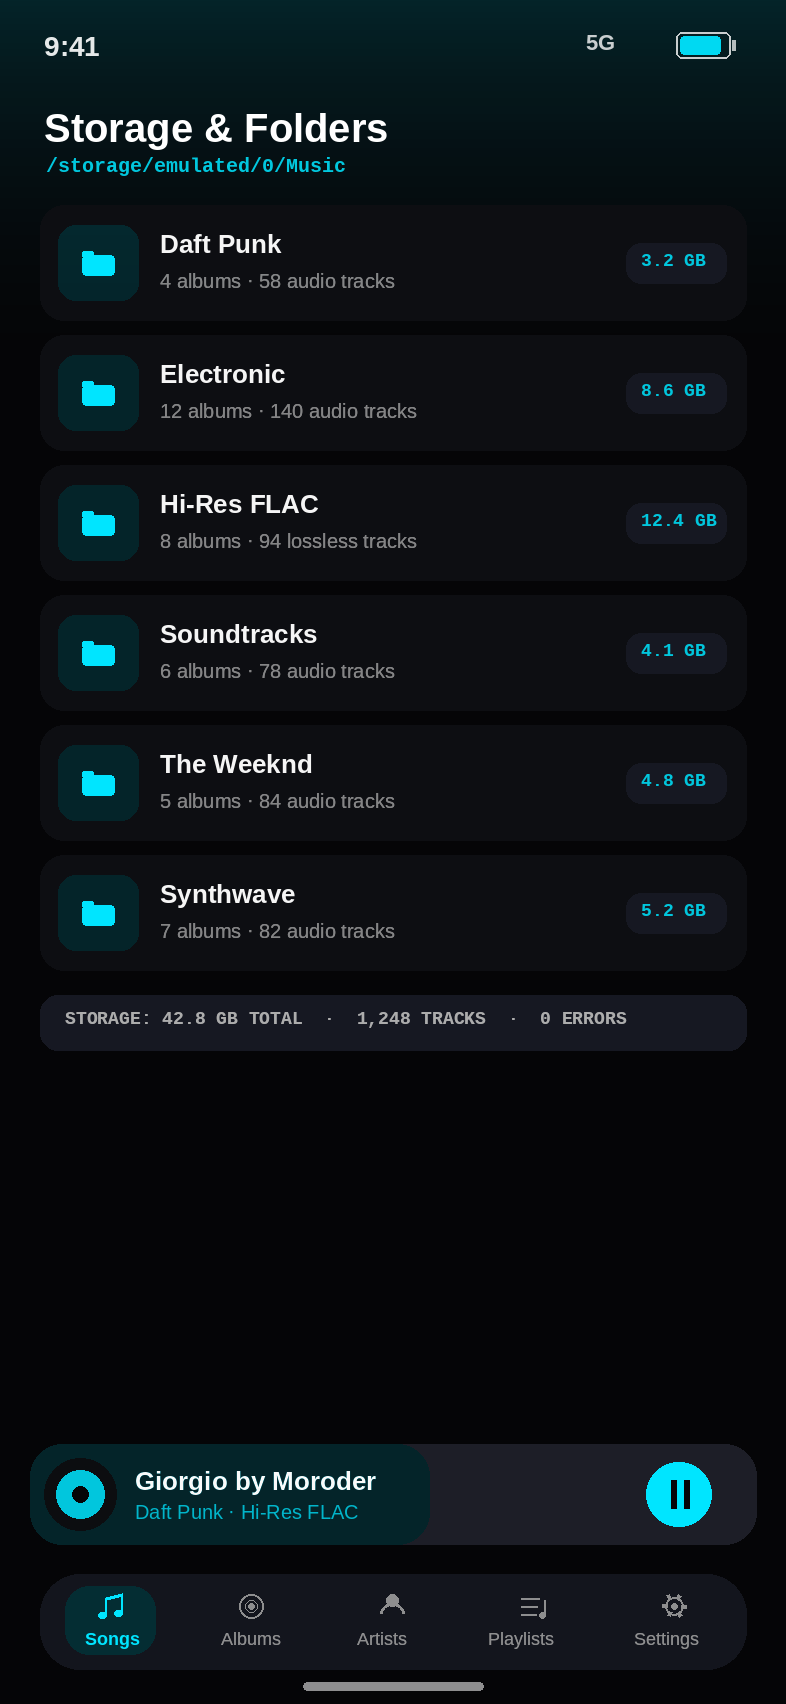 9:41
5G
Storage & Folders
/storage/emulated/0/Music
Daft Punk
4 albums · 58 audio tracks
3.2 GB
Electronic
12 albums · 140 audio tracks
8.6 GB
Hi-Res FLAC
8 albums · 94 lossless tracks
12.4 GB
Soundtracks
6 albums · 78 audio tracks
4.1 GB
The Weeknd
5 albums · 84 audio tracks
4.8 GB
Synthwave
7 albums · 82 audio tracks
5.2 GB
STORAGE: 42.8 GB TOTAL · 1,248 TRACKS · 0 ERRORS
Giorgio by Moroder
Daft Punk · Hi-Res FLAC
Songs
Albums
Artists
Playlists
Settings